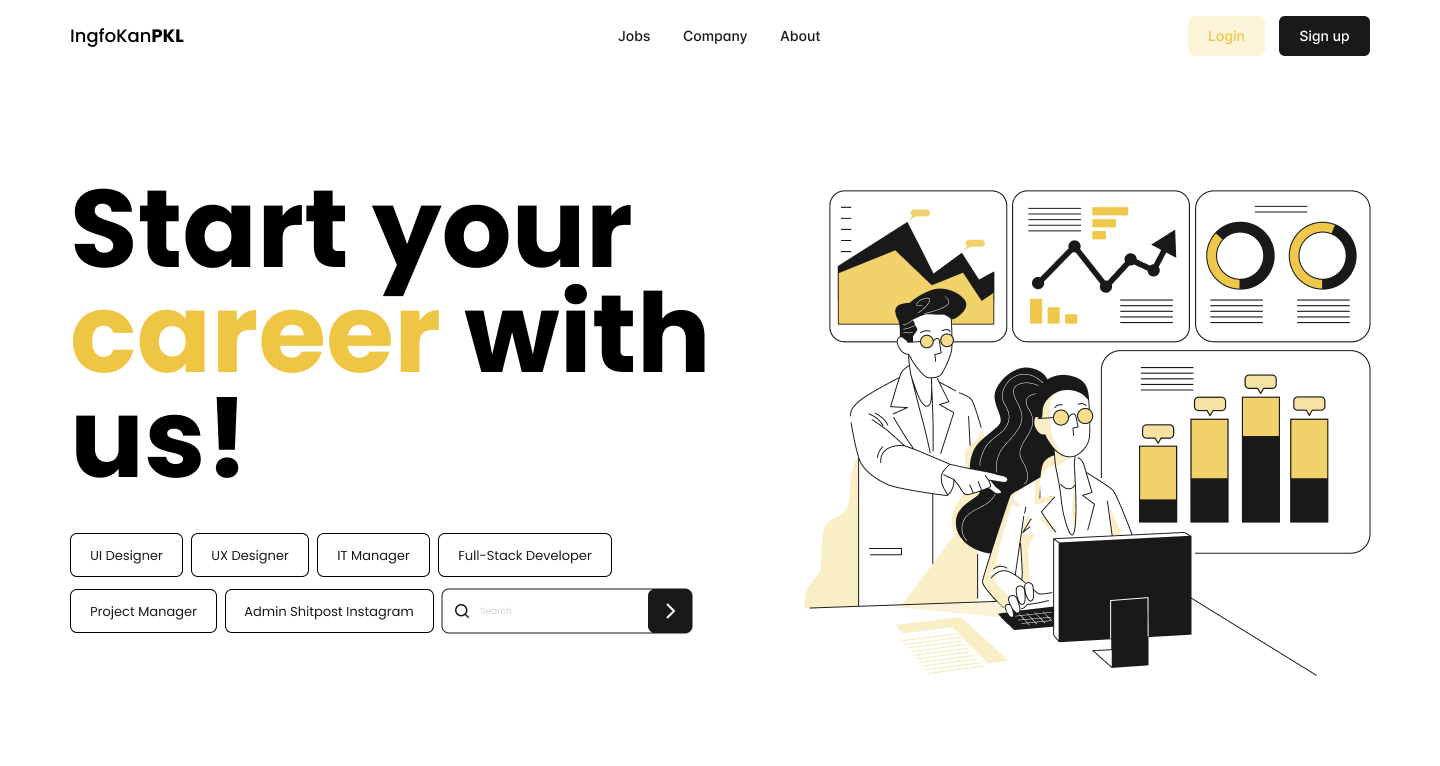 IngfoKanPKL
Jobs Company About
Login Sign up
Start your
career with
us!
UI Designer UX Designer IT Manager Full-Stack Developer
Project Manager Admin Shitpost Instagram Search